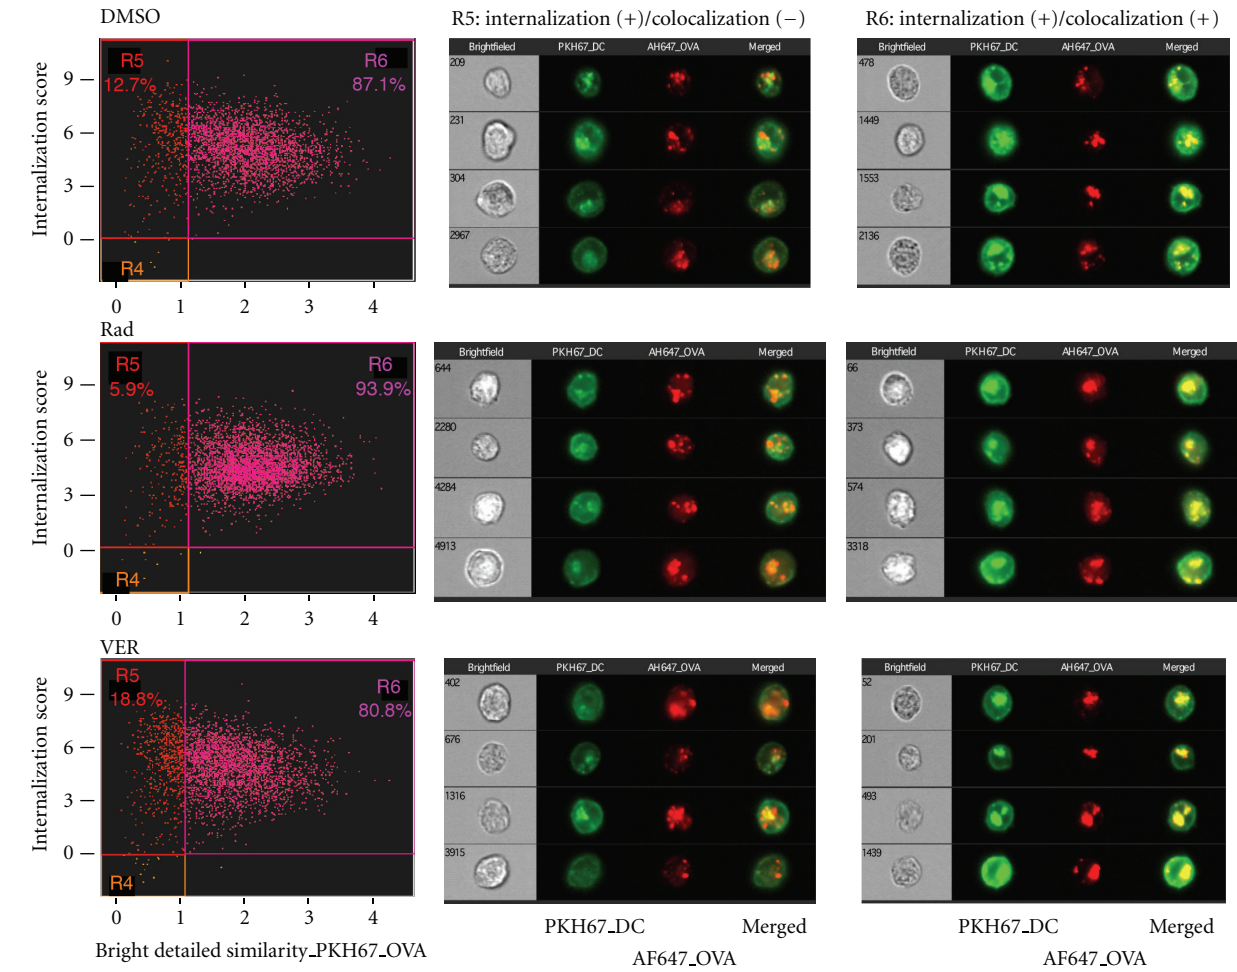 DMSO
R5: internalization (+)/colocalization (−)
R6: internalization (+)/colocalization (+)
Internalization score
9
6
3
0
R5
12.7%
R6
87.1%
R4
0 1 2 3 4
Brightfieled PKH67_DC AH647_OVA Merged
209
231
304
2967
Brightfield PKH67_DC AH647_OVA Merged
478
1449
1553
2136
Rad
Internalization score
9
6
3
0
R5
5.9%
R6
93.9%
R4
0 1 2 3 4
Brightfield PKH67_DC AH647_OVA Merged
644
2280
4284
4913
Brightfield PKH67_DC AH647_OVA Merged
66
373
574
3318
VER
Internalization score
9
6
3
0
R5
18.8%
R6
80.8%
R4
0 1 2 3 4
Bright detailed similarity_PKH67_OVA
Brightfield PKH67_DC AH647_OVA Merged
402
676
1316
3915
PKH67_DC Merged
AF647_OVA
Brightfield PKH67_DC AH647_OVA Merged
52
201
493
1439
PKH67_DC Merged
AF647_OVA